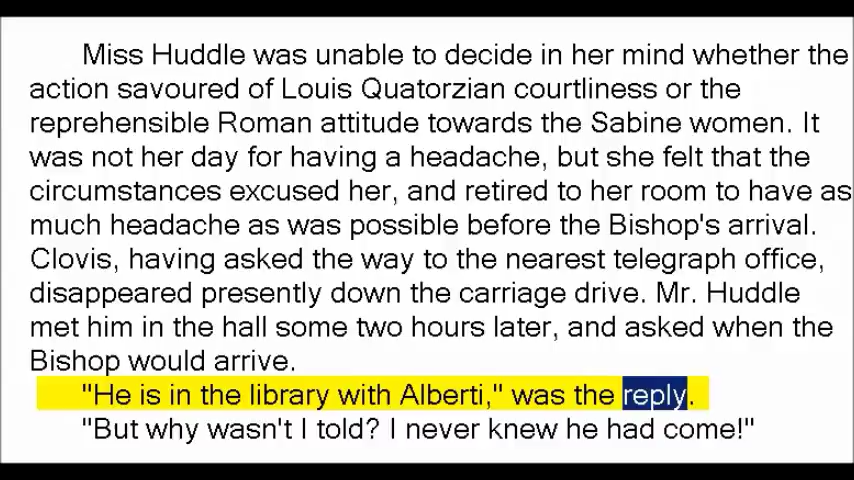 Miss Huddle was unable to decide in her mind whether the
action savoured of Louis Quatorzian courtliness or the
reprehensible Roman attitude towards the Sabine women. It
was not her day for having a headache, but she felt that the
circumstances excused her, and retired to her room to have as
much headache as was possible before the Bishop's arrival.
Clovis, having asked the way to the nearest telegraph office,
disappeared presently down the carriage drive. Mr. Huddle
met him in the hall some two hours later, and asked when the
Bishop would arrive.
"He is in the library with Alberti," was the reply.
"But why wasn't I told? I never knew he had come!"